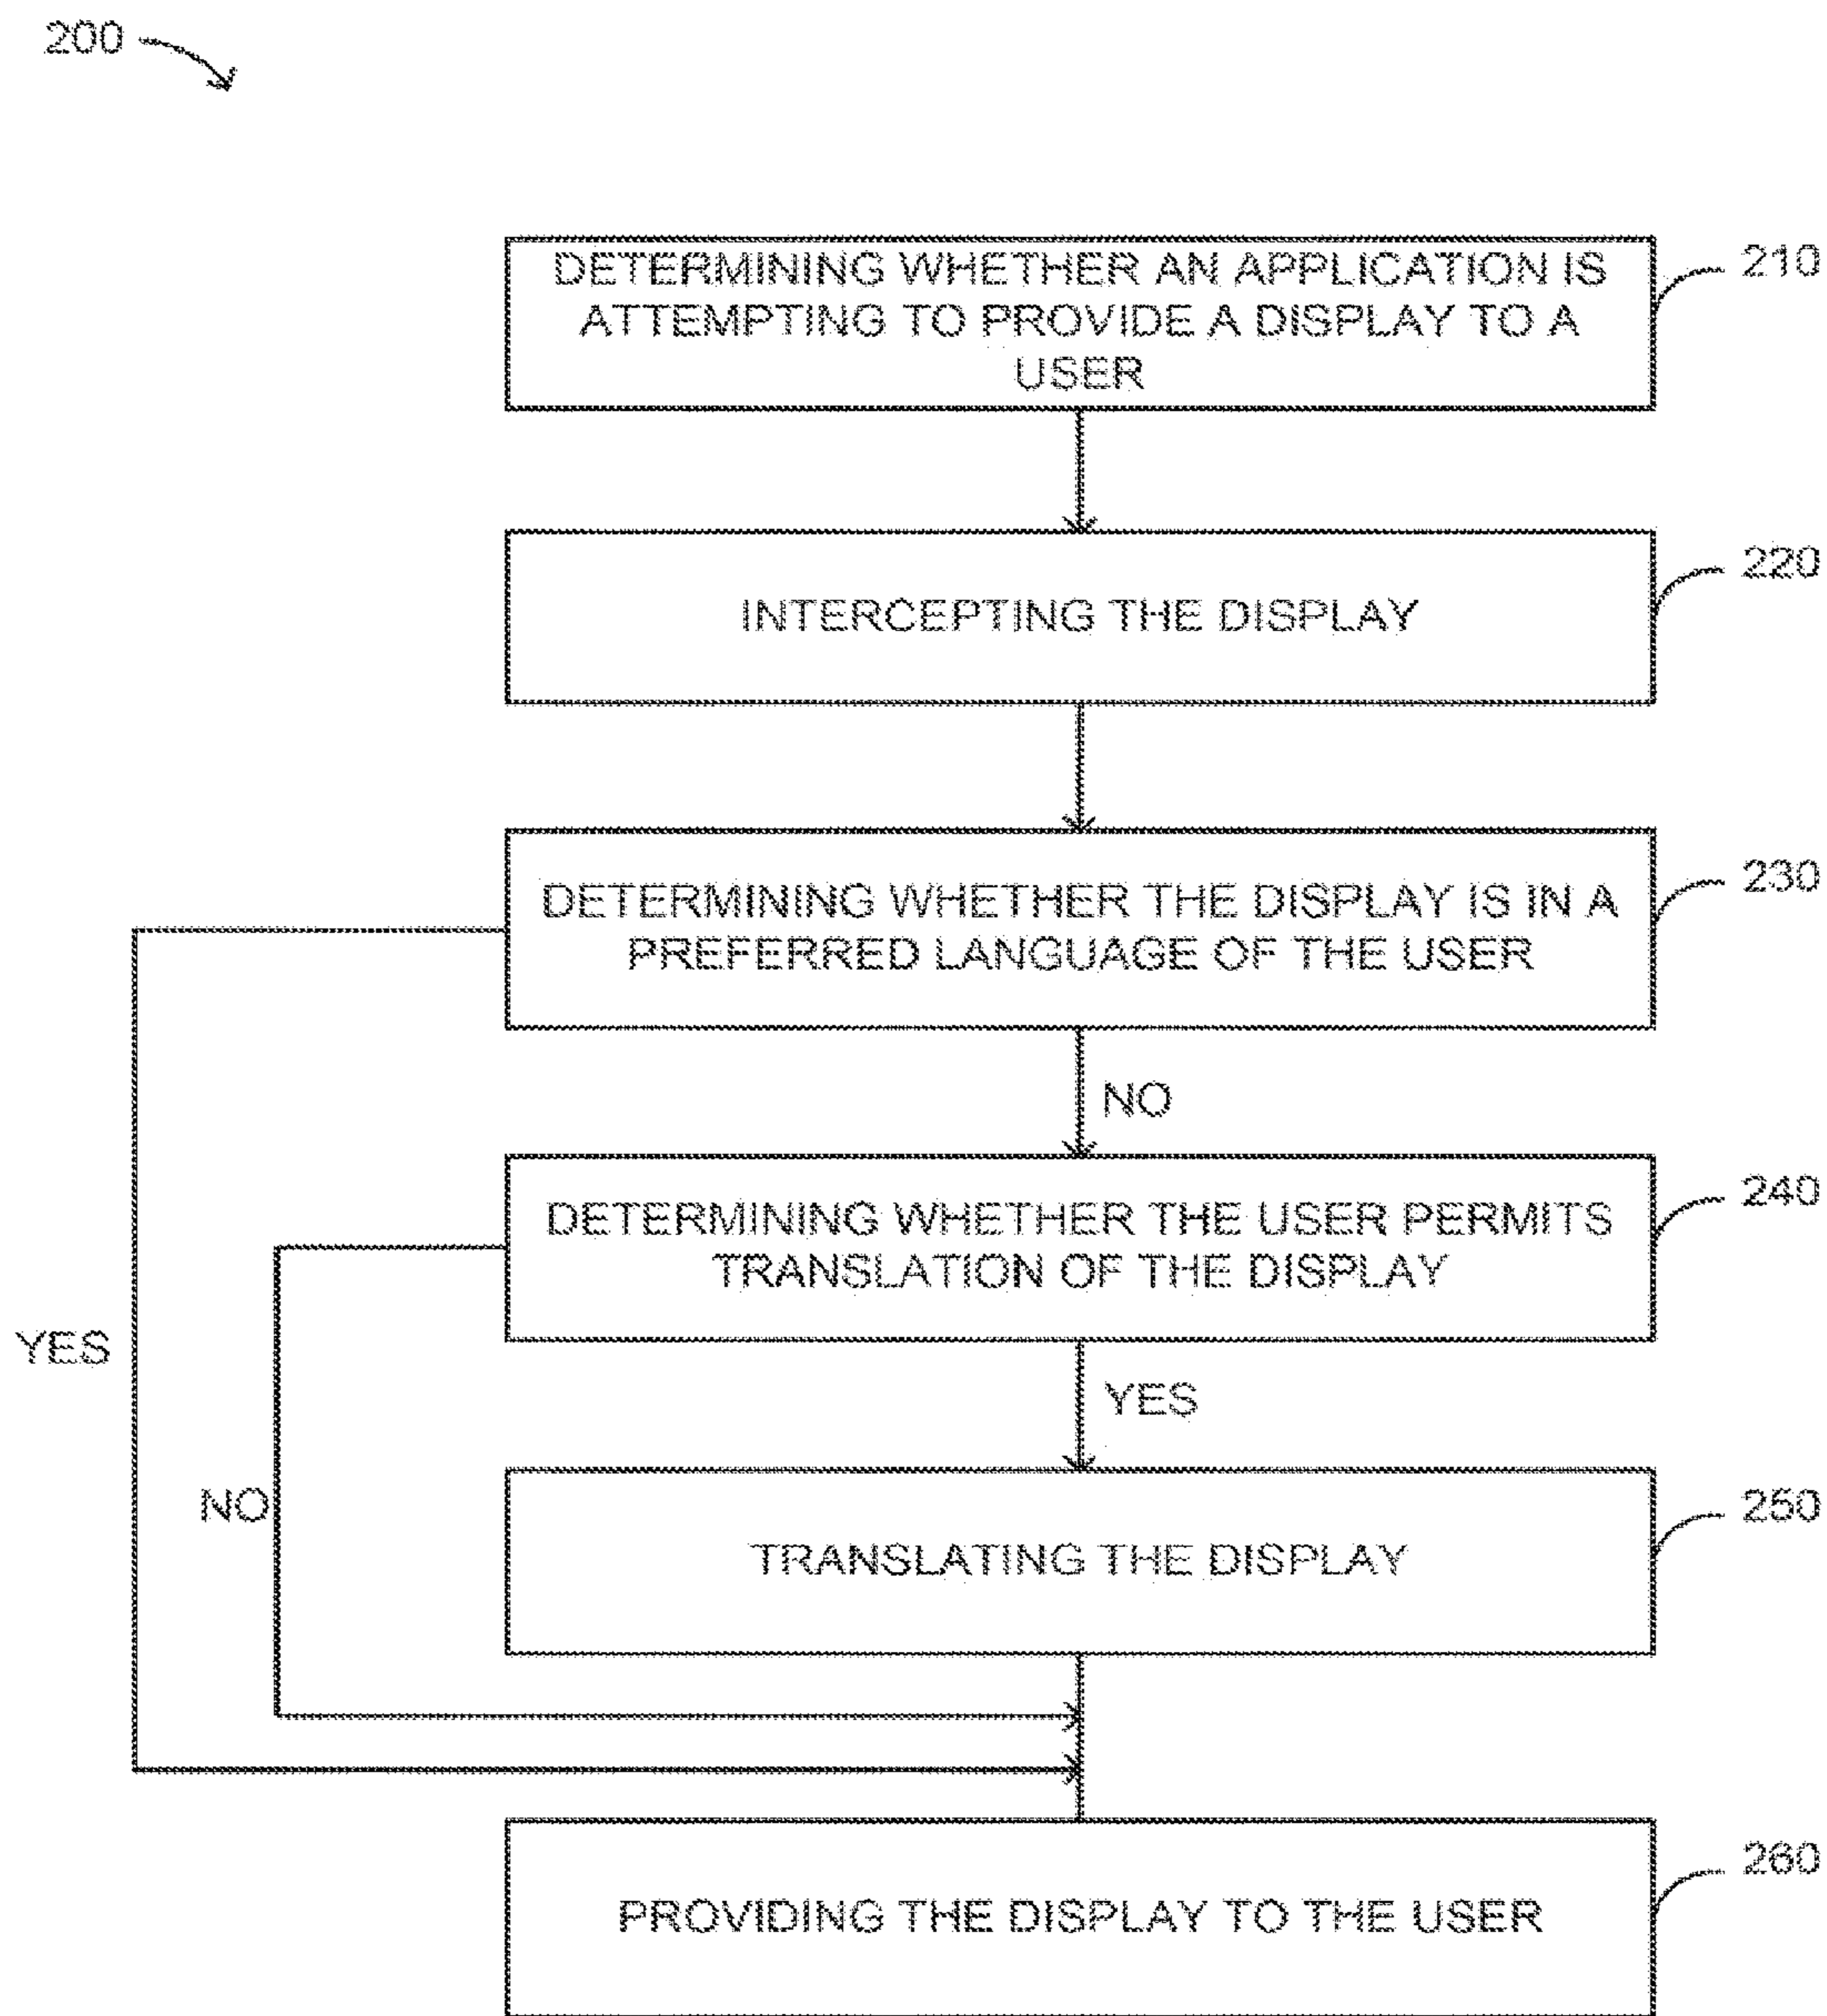 200
DETERMINING WHETHER AN APPLICATION IS
ATTEMPTING TO PROVIDE A DISPLAY TO A
USER
210
INTERCEPTING THE DISPLAY
220
DETERMINING WHETHER THE DISPLAY IS IN A
PREFERRED LANGUAGE OF THE USER
230
NO
DETERMINING WHETHER THE USER PERMITS
TRANSLATION OF THE DISPLAY
240
YES
YES
NO
TRANSLATING THE DISPLAY
250
PROVIDING THE DISPLAY TO THE USER
260